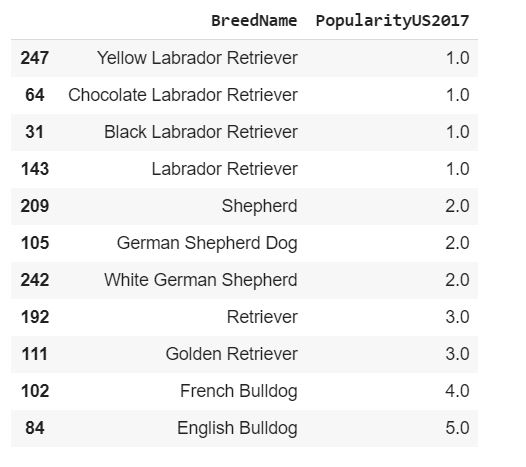 BreedName PopularityUS2017
247 Yellow Labrador Retriever 1.0
64 Chocolate Labrador Retriever 1.0
31 Black Labrador Retriever 1.0
143 Labrador Retriever 1.0
209 Shepherd 2.0
105 German Shepherd Dog 2.0
242 White German Shepherd 2.0
192 Retriever 3.0
111 Golden Retriever 3.0
102 French Bulldog 4.0
84 English Bulldog 5.0